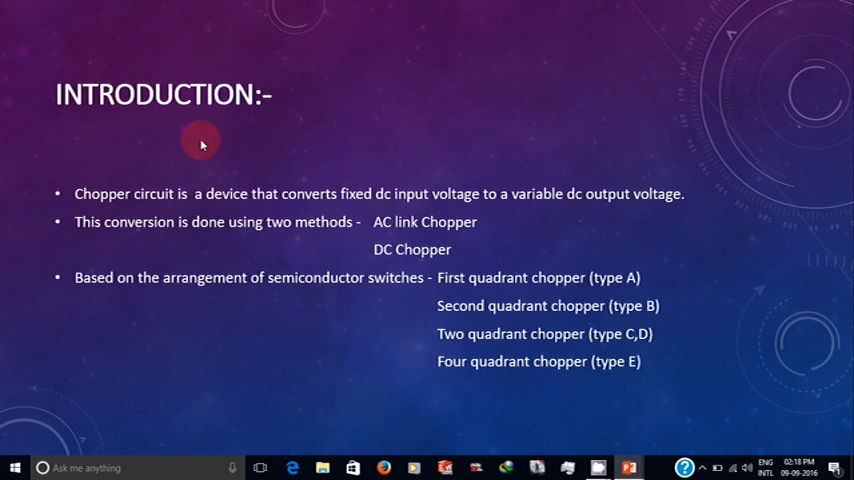 INTRODUCTION:-
• Chopper circuit is a device that converts fixed dc input voltage to a variable dc output voltage.
• This conversion is done using two methods - AC link Chopper
DC Chopper
• Based on the arrangement of semiconductor switches - First quadrant chopper (type A)
Second quadrant chopper (type B)
Two quadrant chopper (type C,D)
Four quadrant chopper (type E)
Ask me anything
ENG
INTL
02:18 PM
09-09-2016